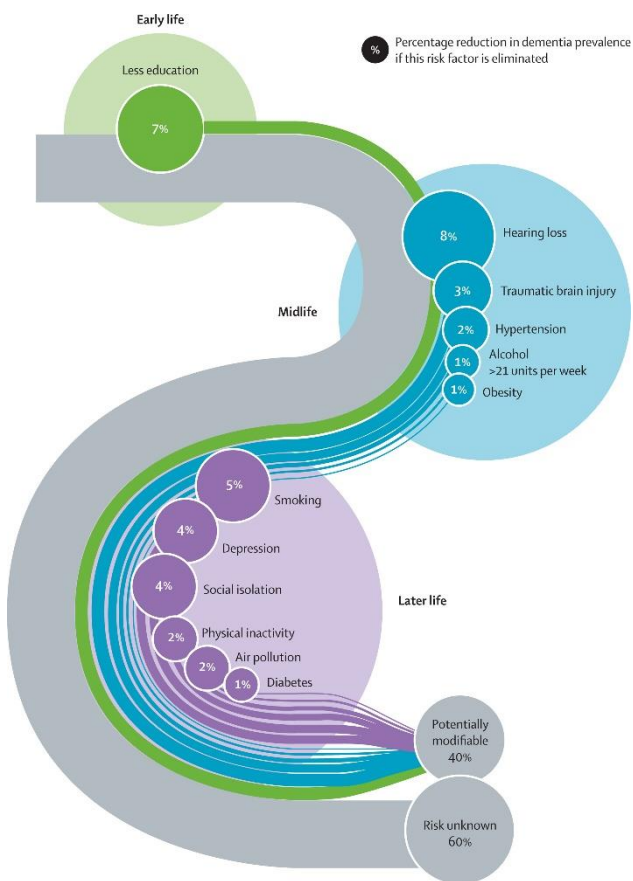 Early life
% Percentage reduction in dementia prevalence
if this risk factor is eliminated
Less education
7%
8% Hearing loss
3% Traumatic brain injury
Midlife
2% Hypertension
1% Alcohol
>21 units per week
1% Obesity
5% Smoking
4% Depression
4% Social isolation
Later life
2% Physical inactivity
2% Air pollution
1% Diabetes
Potentially
modifiable
40%
Risk unknown
60%